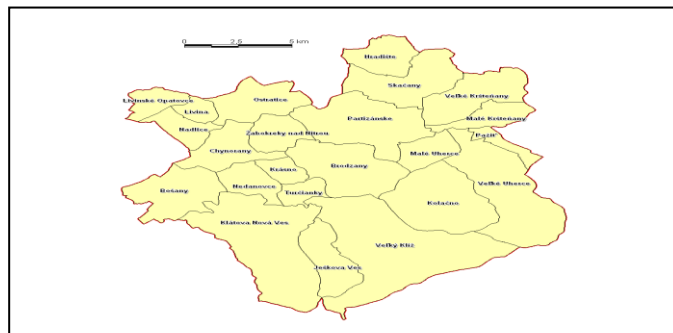 0 2.5 5 km
Hradište
Skačany
Veľké Kršteňany
Livinské Opatovce
Ostratice
Livina
Malé Kršteňany
Partizánske
Nadlice
Žabokreky nad Nitrou
Pažiť
Chynorany
Malé Uherce
Brodzany
Krásno
Veľké Uherce
Bošany
Nedanovce
Turčianky
Kolačno
Klátova Nová Ves
Veľký Klíž
Ješkova Ves